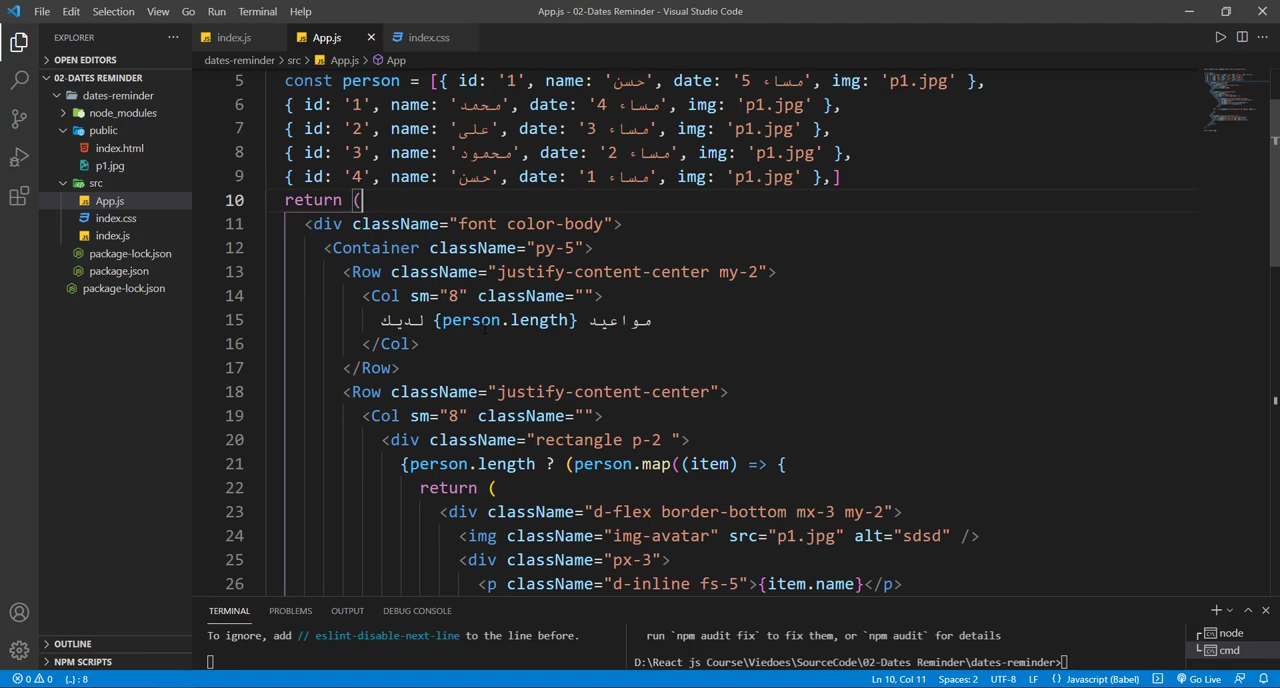 File Edit Selection View Go Run Terminal Help
App.js - 02-Dates Reminder - Visual Studio Code
EXPLORER
OPEN EDITORS
02-DATES REMINDER
dates-reminder
node_modules
public
index.html
p1.jpg
src
App.js
index.css
index.js
package-lock.json
package.json
package-lock.json
OUTLINE
NPM SCRIPTS
index.js App.js index.css
dates-reminder > src > App.js > App
5 const person = [{ id: '1', name: 'حسن', date: '5 مساء', img: 'p1.jpg' },
6 { id: '1', name: 'محمد', date: '4 مساء', img: 'p1.jpg' },
7 { id: '2', name: 'على', date: '3 مساء', img: 'p1.jpg' },
8 { id: '3', name: 'محمود', date: '2 مساء', img: 'p1.jpg' },
9 { id: '4', name: 'حسن', date: '1 مساء', img: 'p1.jpg' },]
10 return (
11 <div className="font color-body">
12 <Container className="py-5">
13 <Row className="justify-content-center my-2">
14 <Col sm="8" className="">
15 لديك {person.length} مواعيد
16 </Col>
17 </Row>
18 <Row className="justify-content-center">
19 <Col sm="8" className="">
20 <div className="rectangle p-2 ">
21 {person.length ? (person.map((item) => {
22 return (
23 <div className="d-flex border-bottom mx-3 my-2">
24 <img className="img-avatar" src="p1.jpg" alt="sdsd" />
25 <div className="px-3">
26 <p className="d-inline fs-5">{item.name}</p>
TERMINAL PROBLEMS OUTPUT DEBUG CONSOLE
To ignore, add // eslint-disable-next-line to the line before.
run `npm audit fix` to fix them, or `npm audit` for details
D:\React js Course\Viedoes\SourceCode\02-Dates Reminder\dates-reminder>
node
cmd
0 0 {..} : 8
Ln 10, Col 11 Spaces: 2 UTF-8 LF {} Javascript (Babel) Go Live